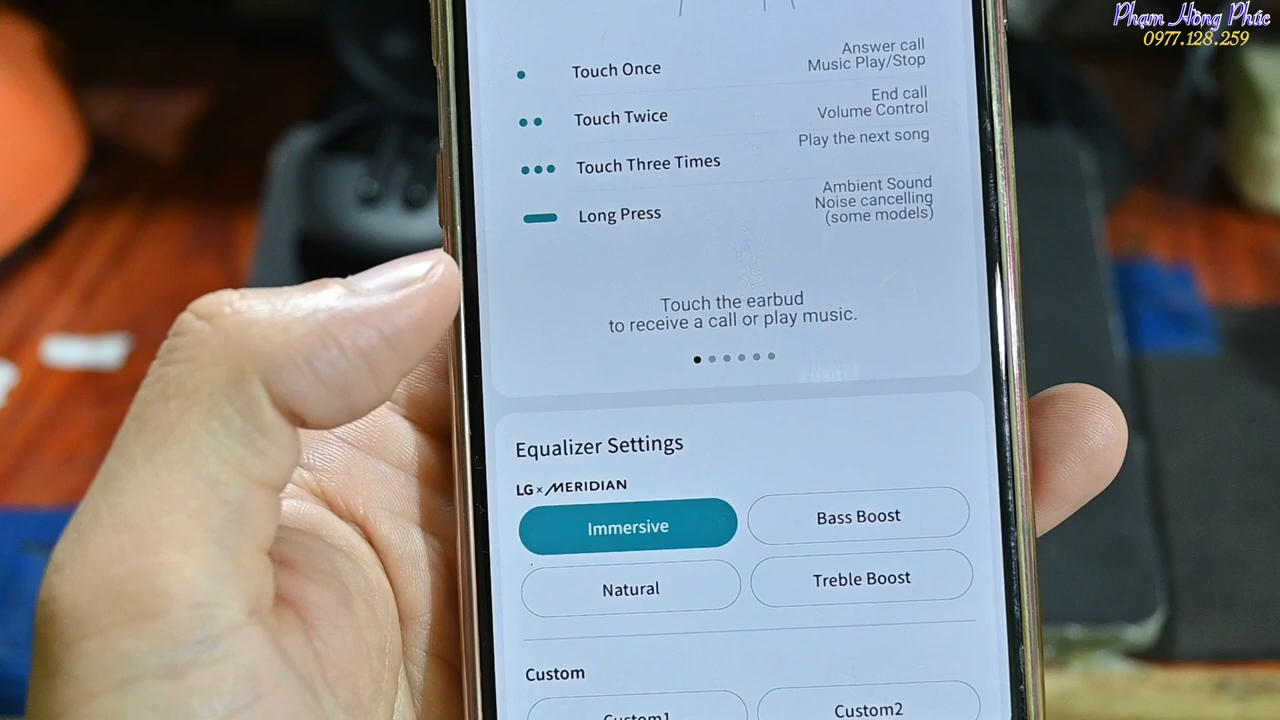 Phạm Hồng Phúc
0977.128.259
Touch Once
Answer call
Music Play/Stop
Touch Twice
End call
Volume Control
Touch Three Times
Play the next song
Long Press
Ambient Sound
Noise cancelling
(some models)
Touch the earbud
to receive a call or play music.
Equalizer Settings
LG x MERIDIAN
Immersive
Bass Boost
Natural
Treble Boost
Custom
Custom1
Custom2